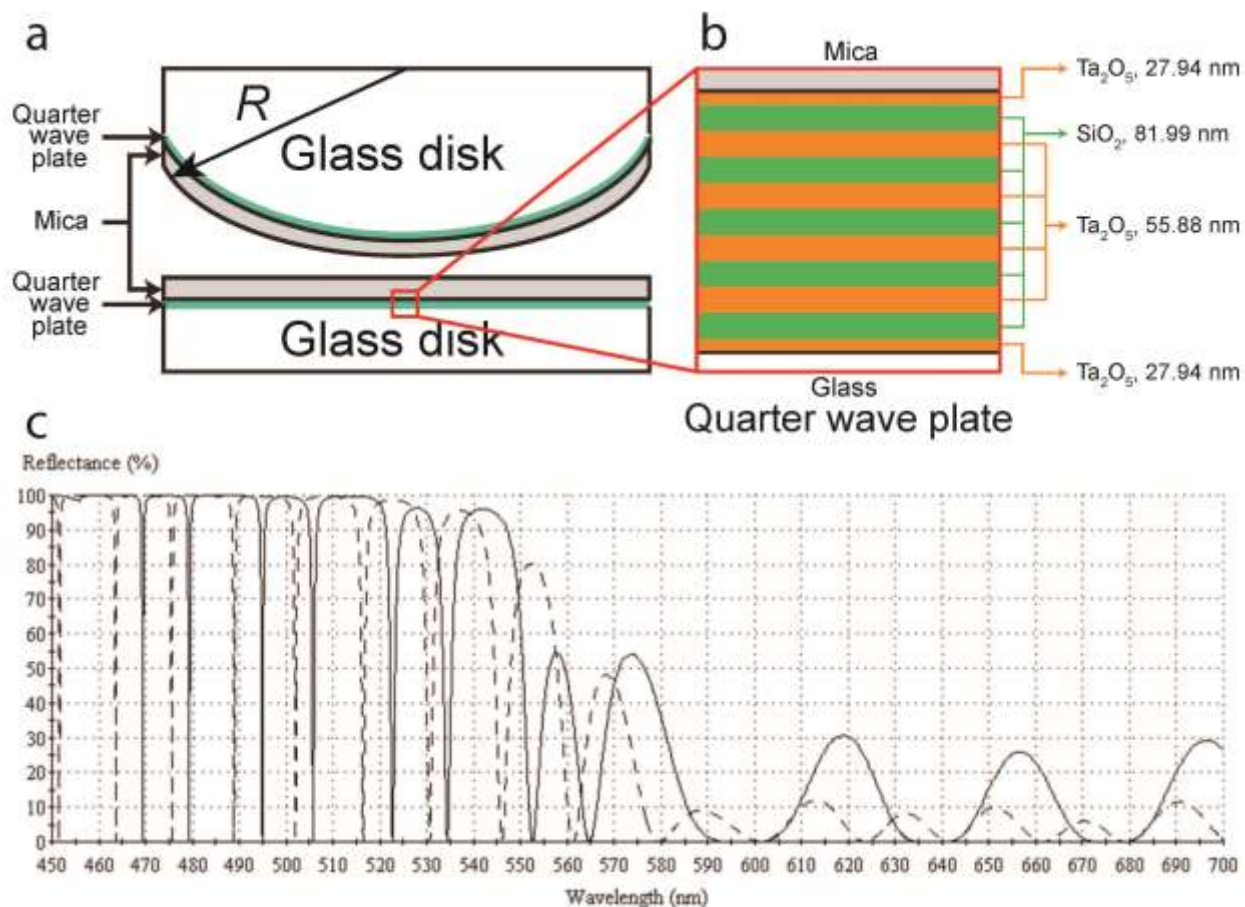 a
R
Quarter
wave
plate
Glass disk
Mica
Quarter
wave
plate
Glass disk
b
Mica
Ta₂O₅, 27.94 nm
SiO₂, 81.99 nm
Ta₂O₅, 55.88 nm
Ta₂O₅, 27.94 nm
Glass
Quarter wave plate
c
Reflectance (%)
100
90
80
70
60
50
40
30
20
10
0
450 460 470 480 490 500 510 520 530 540 550 560 570 580 590 600 610 620 630 640 650 660 670 680 690 700
Wavelength (nm)